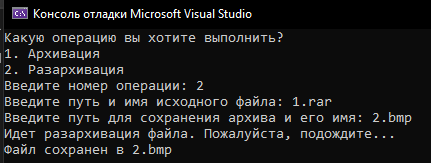 Консоль отладки Microsoft Visual Studio
Какую операцию вы хотите выполнить?
1. Архивация
2. Разархивация
Введите номер операции: 2
Введите путь и имя исходного файла: 1.rar
Введите путь для сохранения архива и его имя: 2.bmp
Идет разархивация файла. Пожалуйста, подождите...
Файл сохранен в 2.bmp